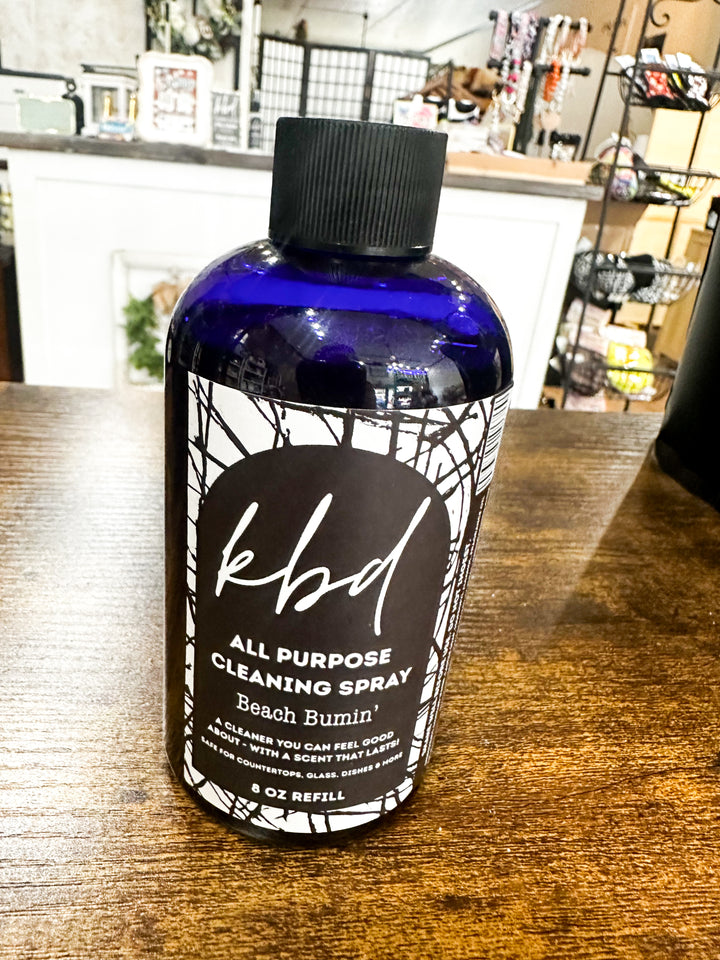 kbd
ALL PURPOSE
CLEANING SPRAY
Beach Bumin'
A CLEANER YOU CAN FEEL GOOD
ABOUT - WITH A SCENT THAT LASTS!
SAFE FOR COUNTERTOPS, GLASS, DISHES & MORE
8 OZ REFILL
kbd